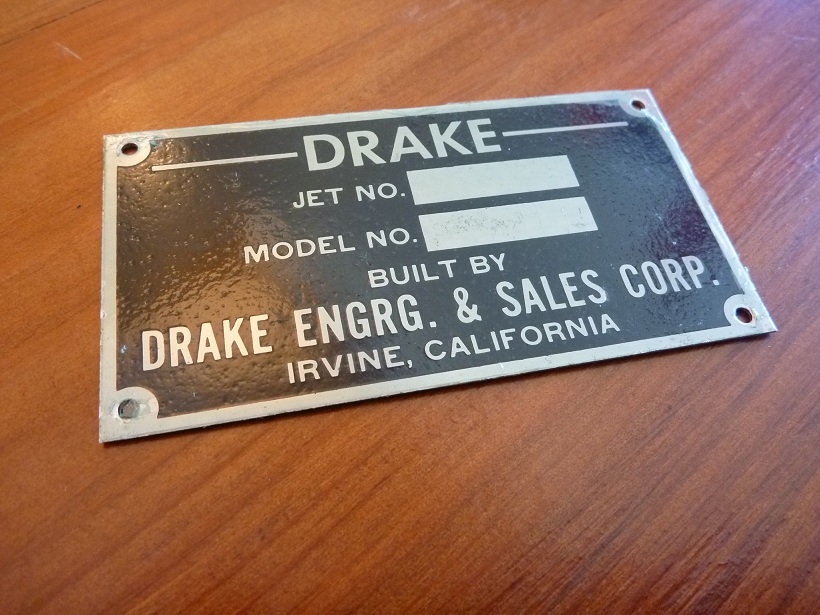 DRAKE
JET NO.
MODEL NO.
BUILT BY
DRAKE ENGRG. & SALES CORP.
IRVINE, CALIFORNIA